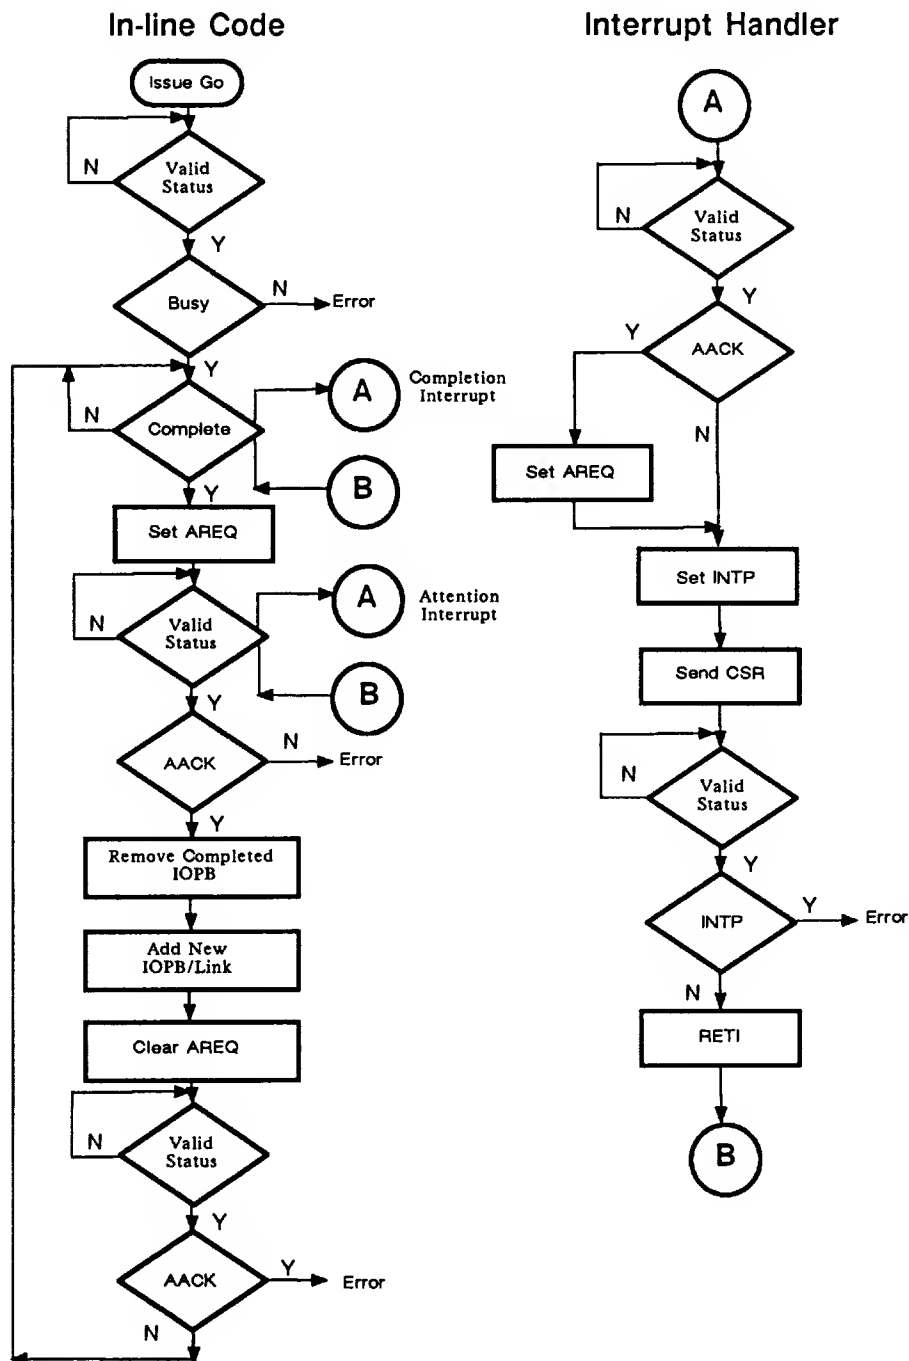 In-line Code
Issue Go
N
Valid
Status
Y
Busy
N
Error
Y
N
Complete
A
Completion
Interrupt
B
Y
Set AREQ
N
Valid
Status
A
Attention
Interrupt
B
Y
AACK
N
Error
Y
Remove Completed
IOPB
Add New
IOPB/Link
Clear AREQ
N
Valid
Status
Y
AACK
Y
Error
N
Interrupt Handler
A
N
Valid
Status
Y
Y
AACK
N
Set AREQ
Set INTP
Send CSR
N
Valid
Status
Y
INTP
Y
Error
N
RETI
B